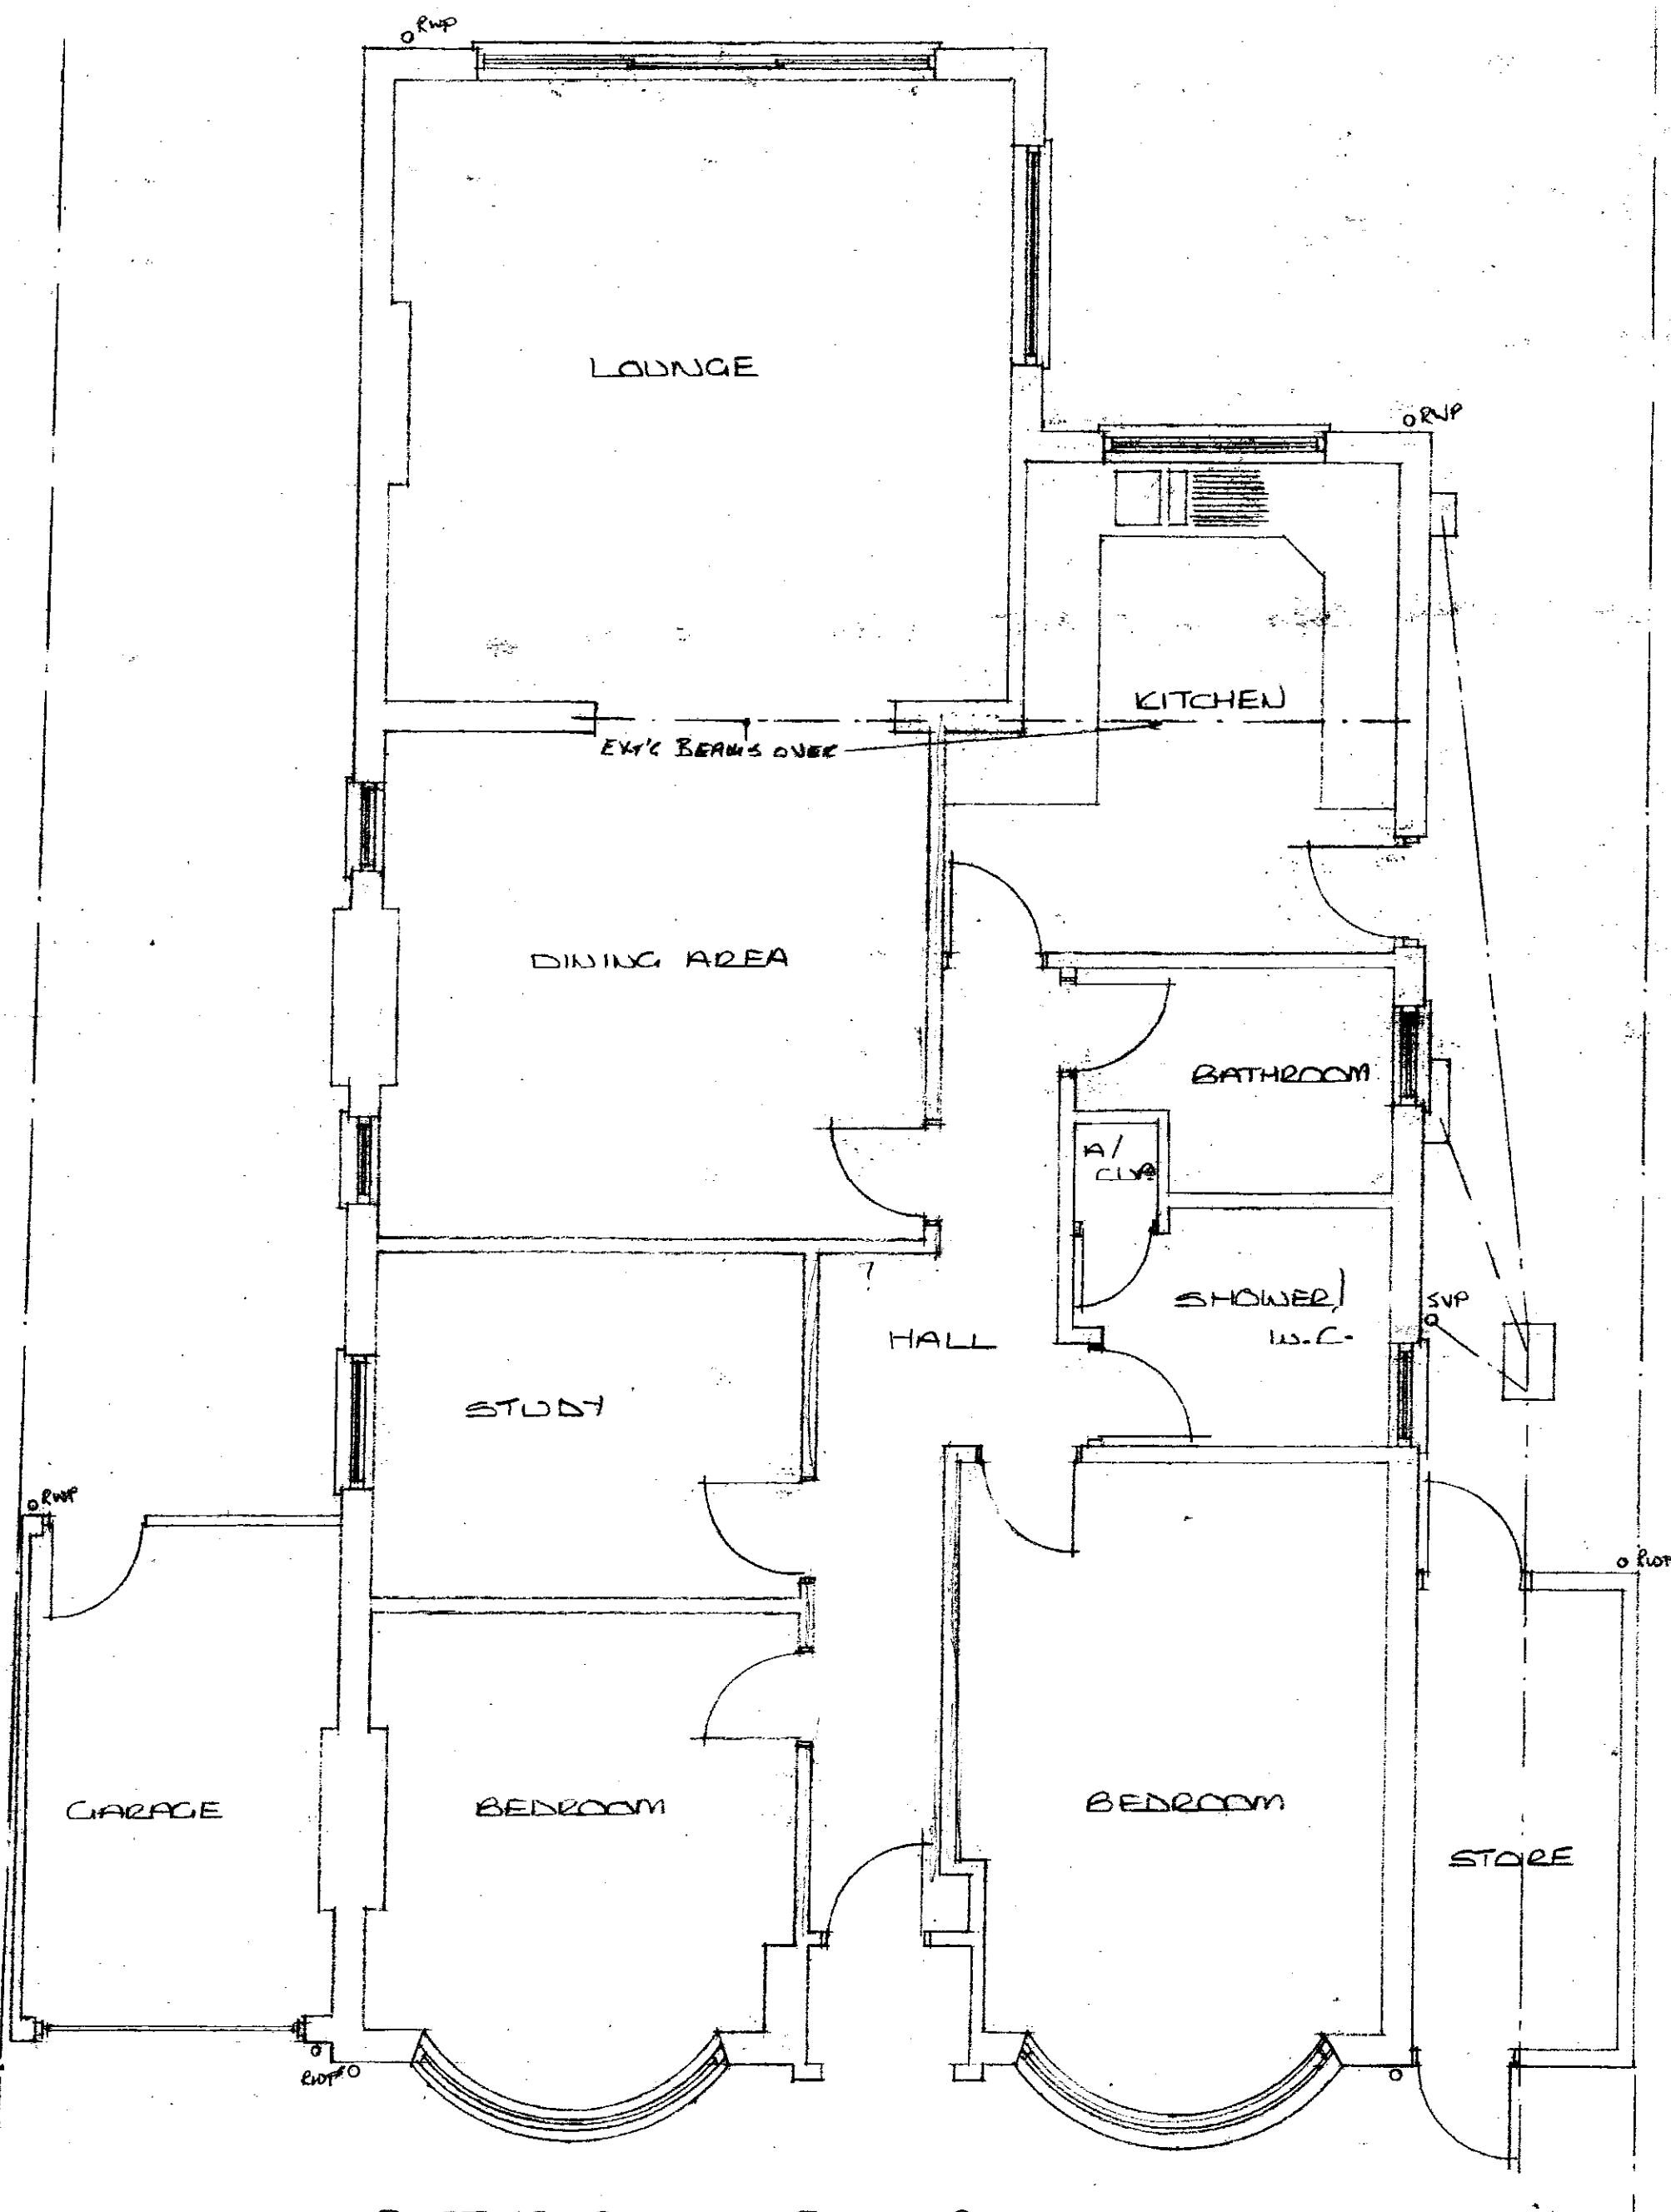 RWP
LOUNGE
RWP
KITCHEN
EXT'G BEAMS OVER
DINING AREA
BATHROOM
A/
CUP
SHOWER/
W.C.
SVP
HALL
STUDY
RWP
RWP
GARAGE
BEDROOM
BEDROOM
STORE
RWP